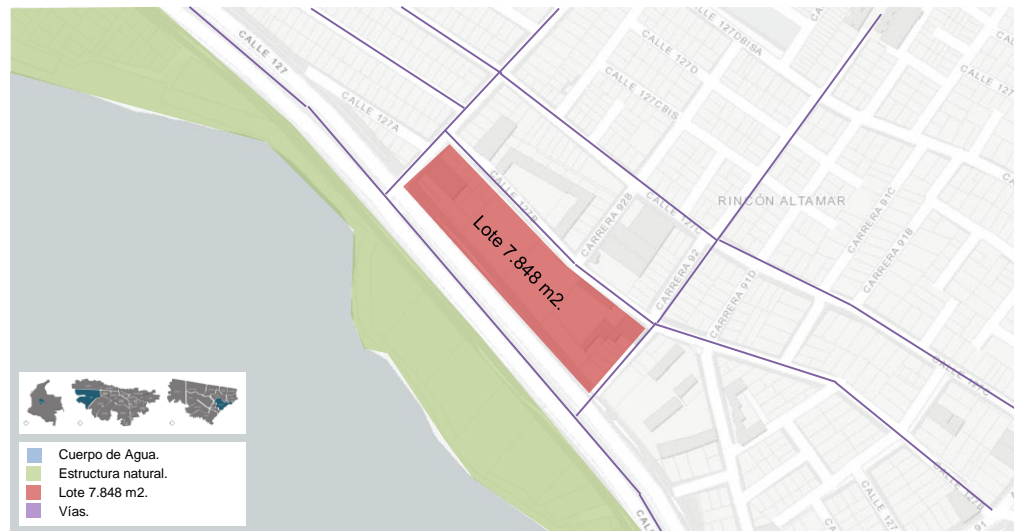 CALLE 127
CALLE 127A
CALLE 127D
CALLE 127DBISA
CALLE 127CBIS
CALLE 127B
CARRERA 92B
CALLE 127C
RINCÓN ALTAMAR
CARRERA 91C
CARRERA 91B
CARRERA 92
CARRERA 91D
Lote 7.848 m2.
CALLE 127C
Cuerpo de Agua.
Estructura natural.
Lote 7.848 m2.
Vías.